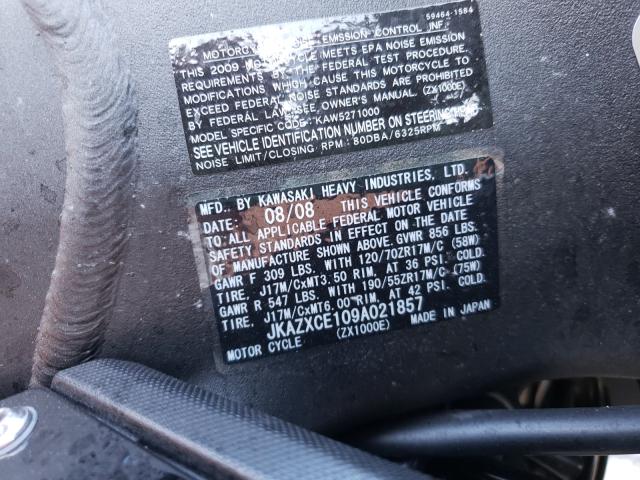 59464-1584
EMISSION CONTROL INF.
THIS 2009 MEETS EPA NOISE EMISSION
REQUIREMENTS BY THE FEDERAL TEST PROCEDURE.
MODIFICATIONS WHICH CAUSE THIS MOTORCYCLE TO
EXCEED FEDERAL NOISE STANDARDS ARE PROHIBITED
BY FEDERAL LAW. SEE OWNER'S MANUAL. (ZX1000E)
MODEL SPECIFIC CODE: KAW5271000
SEE VEHICLE IDENTIFICATION NUMBER ON STEERING
NOISE LIMIT/CLOSING RPM: 80DBA/6325RPM
MFD. BY KAWASAKI HEAVY INDUSTRIES, LTD.
DATE: 08/08 THIS VEHICLE CONFORMS
TO ALL APPLICABLE FEDERAL MOTOR VEHICLE
SAFETY STANDARDS IN EFFECT ON THE DATE
OF MANUFACTURE SHOWN ABOVE. GVWR 856 LBS.
GAWR F 309 LBS. WITH 120/70ZR17M/C (58W)
TIRE, J17M/CxMT3.50 RIM, AT 36 PSI COLD.
GAWR R 547 LBS. WITH 190/55ZR17M/C (75W)
TIRE, J17M/CxMT6.00 RIM, AT 42 PSI. COLD.
JKAZXCE109A021857
MOTOR CYCLE (ZX1000E) MADE IN JAPAN